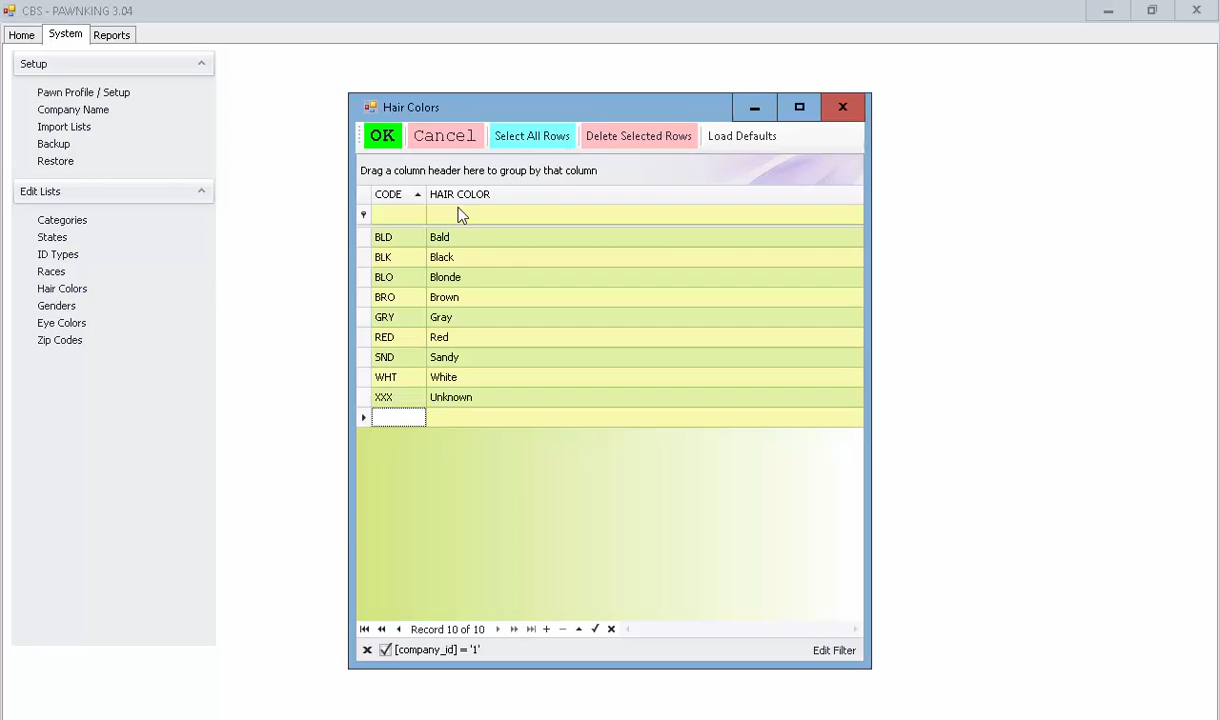 CBS - PAWNKING 3.04
Home System Reports
Setup
Pawn Profile / Setup
Company Name
Import Lists
Backup
Restore
Edit Lists
Categories
States
ID Types
Races
Hair Colors
Genders
Eye Colors
Zip Codes
Hair Colors
OK Cancel Select All Rows Delete Selected Rows Load Defaults
Drag a column header here to group by that column
CODE HAIR COLOR
BLD Bald
BLK Black
BLO Blonde
BRO Brown
GRY Gray
RED Red
SND Sandy
WHT White
XXX Unknown
Record 10 of 10
[company_id] = '1' Edit Filter